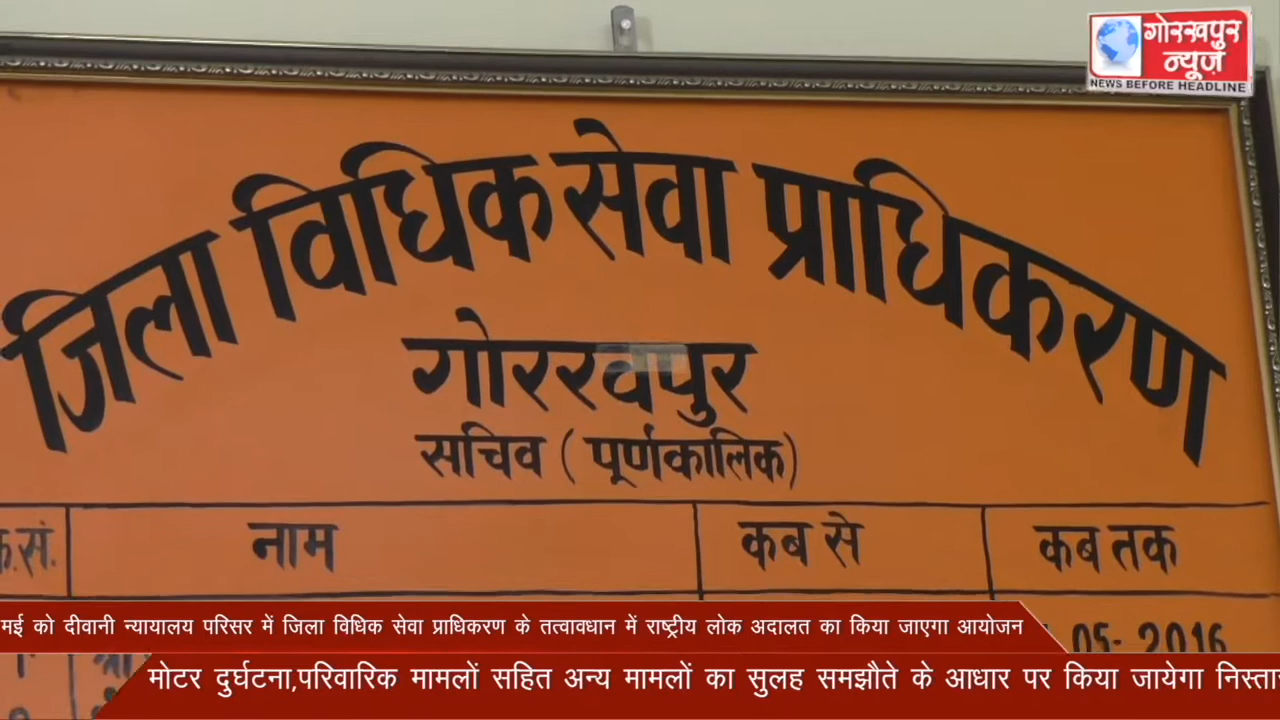 गोरखपुर
न्यूज़
NEWS BEFORE HEADLINE
जिला विधिक सेवा प्राधिकरण
गोरखपुर
सचिव (पूर्णकालिक)
क्र.सं. नाम कब से कब तक
05-2016
मई को दीवानी न्यायालय परिसर में जिला विधिक सेवा प्राधिकरण के तत्वावधान में राष्ट्रीय लोक अदालत का किया जाएगा आयोजन
मोटर दुर्घटना,परिवारिक मामलों सहित अन्य मामलों का सुलह समझौते के आधार पर किया जायेगा